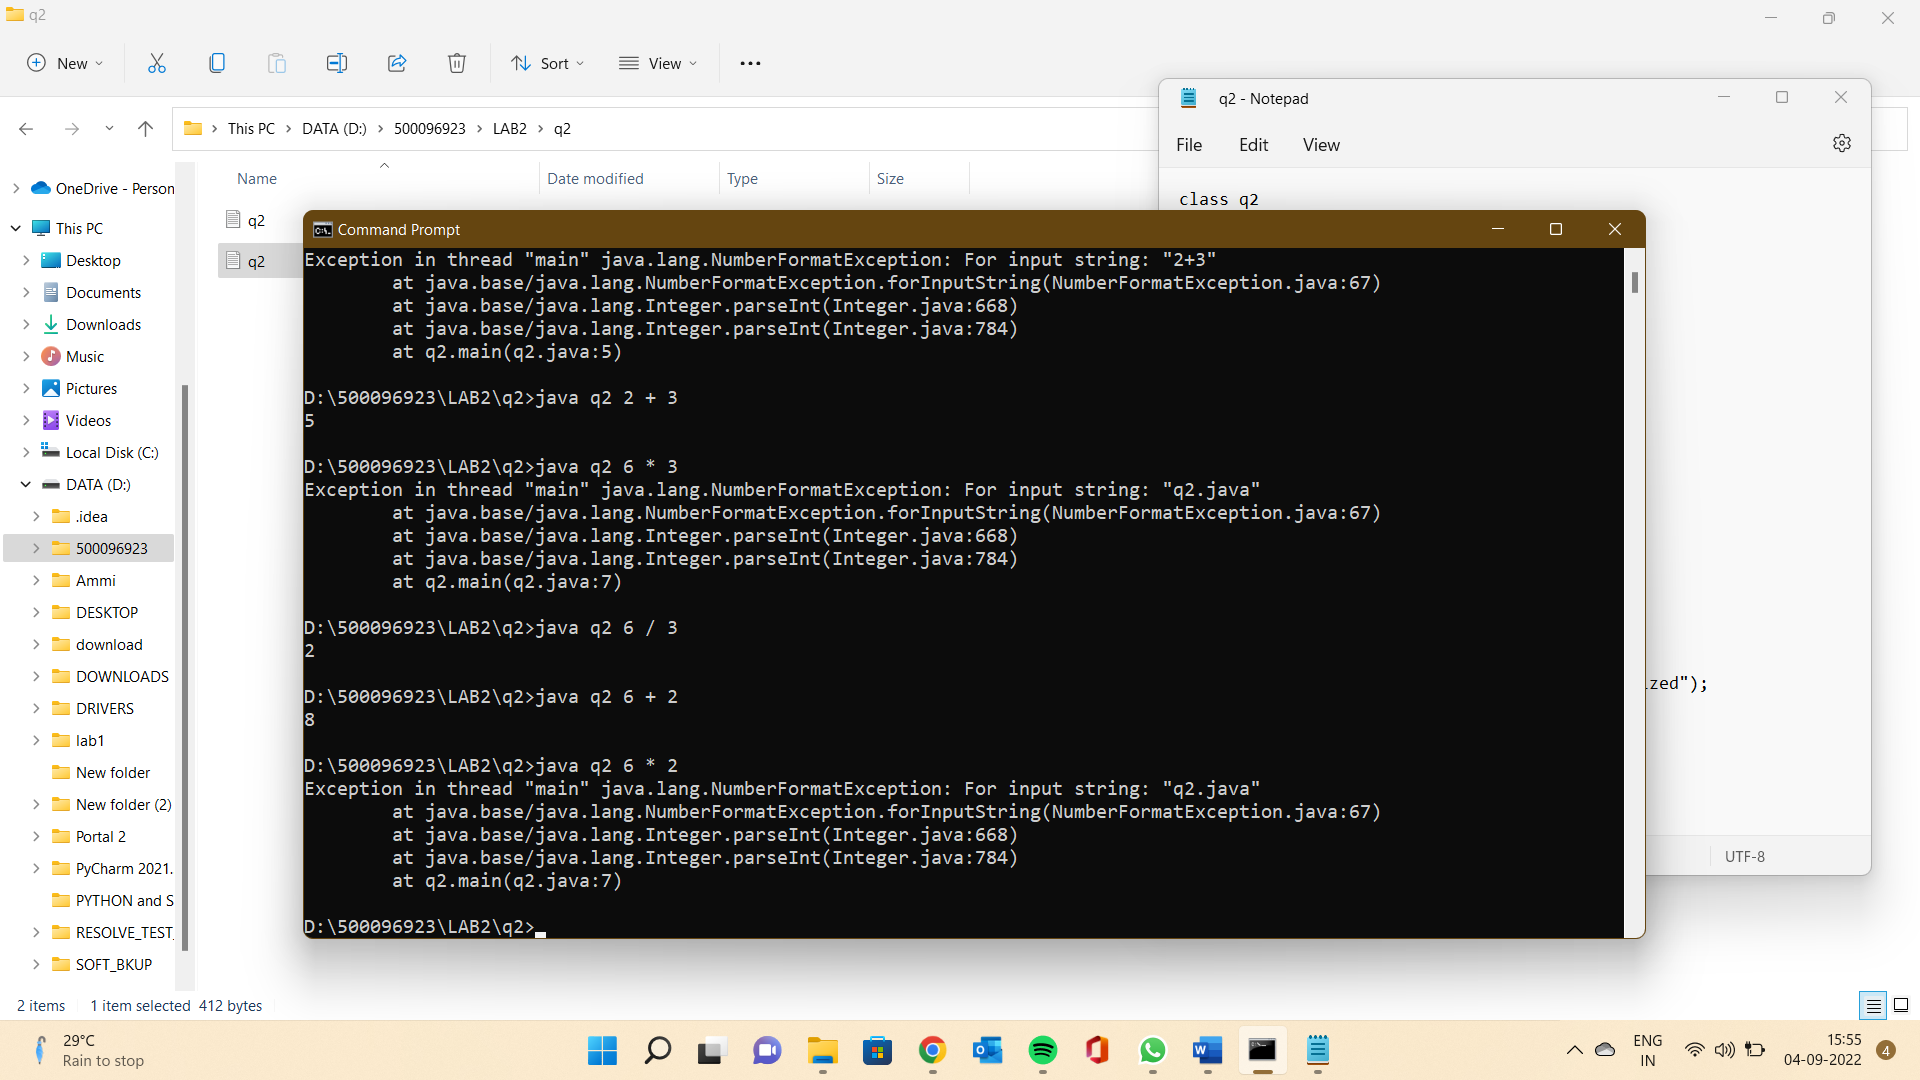 q2
New
Sort
View
This PC
DATA (D:)
500096923
LAB2
q2
Name
Date modified
Type
Size
q2
q2
OneDrive - Person
This PC
Desktop
Documents
Downloads
Music
Pictures
Videos
Local Disk (C:)
DATA (D:)
.idea
500096923
Ammi
DESKTOP
download
DOWNLOADS
DRIVERS
lab1
New folder
New folder (2)
Portal 2
PyCharm 2021.
PYTHON and S
RESOLVE_TEST_
SOFT_BKUP
2 items
1 item selected 412 bytes
q2 - Notepad
File
Edit
View
class q2
ized");
UTF-8
Command Prompt
Exception in thread "main" java.lang.NumberFormatException: For input string: "2+3"
at java.base/java.lang.NumberFormatException.forInputString(NumberFormatException.java:67)
at java.base/java.lang.Integer.parseInt(Integer.java:668)
at java.base/java.lang.Integer.parseInt(Integer.java:784)
at q2.main(q2.java:5)
D:\500096923\LAB2\q2>java q2 2 + 3
5
D:\500096923\LAB2\q2>java q2 6 * 3
Exception in thread "main" java.lang.NumberFormatException: For input string: "q2.java"
at java.base/java.lang.NumberFormatException.forInputString(NumberFormatException.java:67)
at java.base/java.lang.Integer.parseInt(Integer.java:668)
at java.base/java.lang.Integer.parseInt(Integer.java:784)
at q2.main(q2.java:7)
D:\500096923\LAB2\q2>java q2 6 / 3
2
D:\500096923\LAB2\q2>java q2 6 + 2
8
D:\500096923\LAB2\q2>java q2 6 * 2
Exception in thread "main" java.lang.NumberFormatException: For input string: "q2.java"
at java.base/java.lang.NumberFormatException.forInputString(NumberFormatException.java:67)
at java.base/java.lang.Integer.parseInt(Integer.java:668)
at java.base/java.lang.Integer.parseInt(Integer.java:784)
at q2.main(q2.java:7)
D:\500096923\LAB2\q2>
29°C
Rain to stop
ENG
IN
15:55
04-09-2022
4